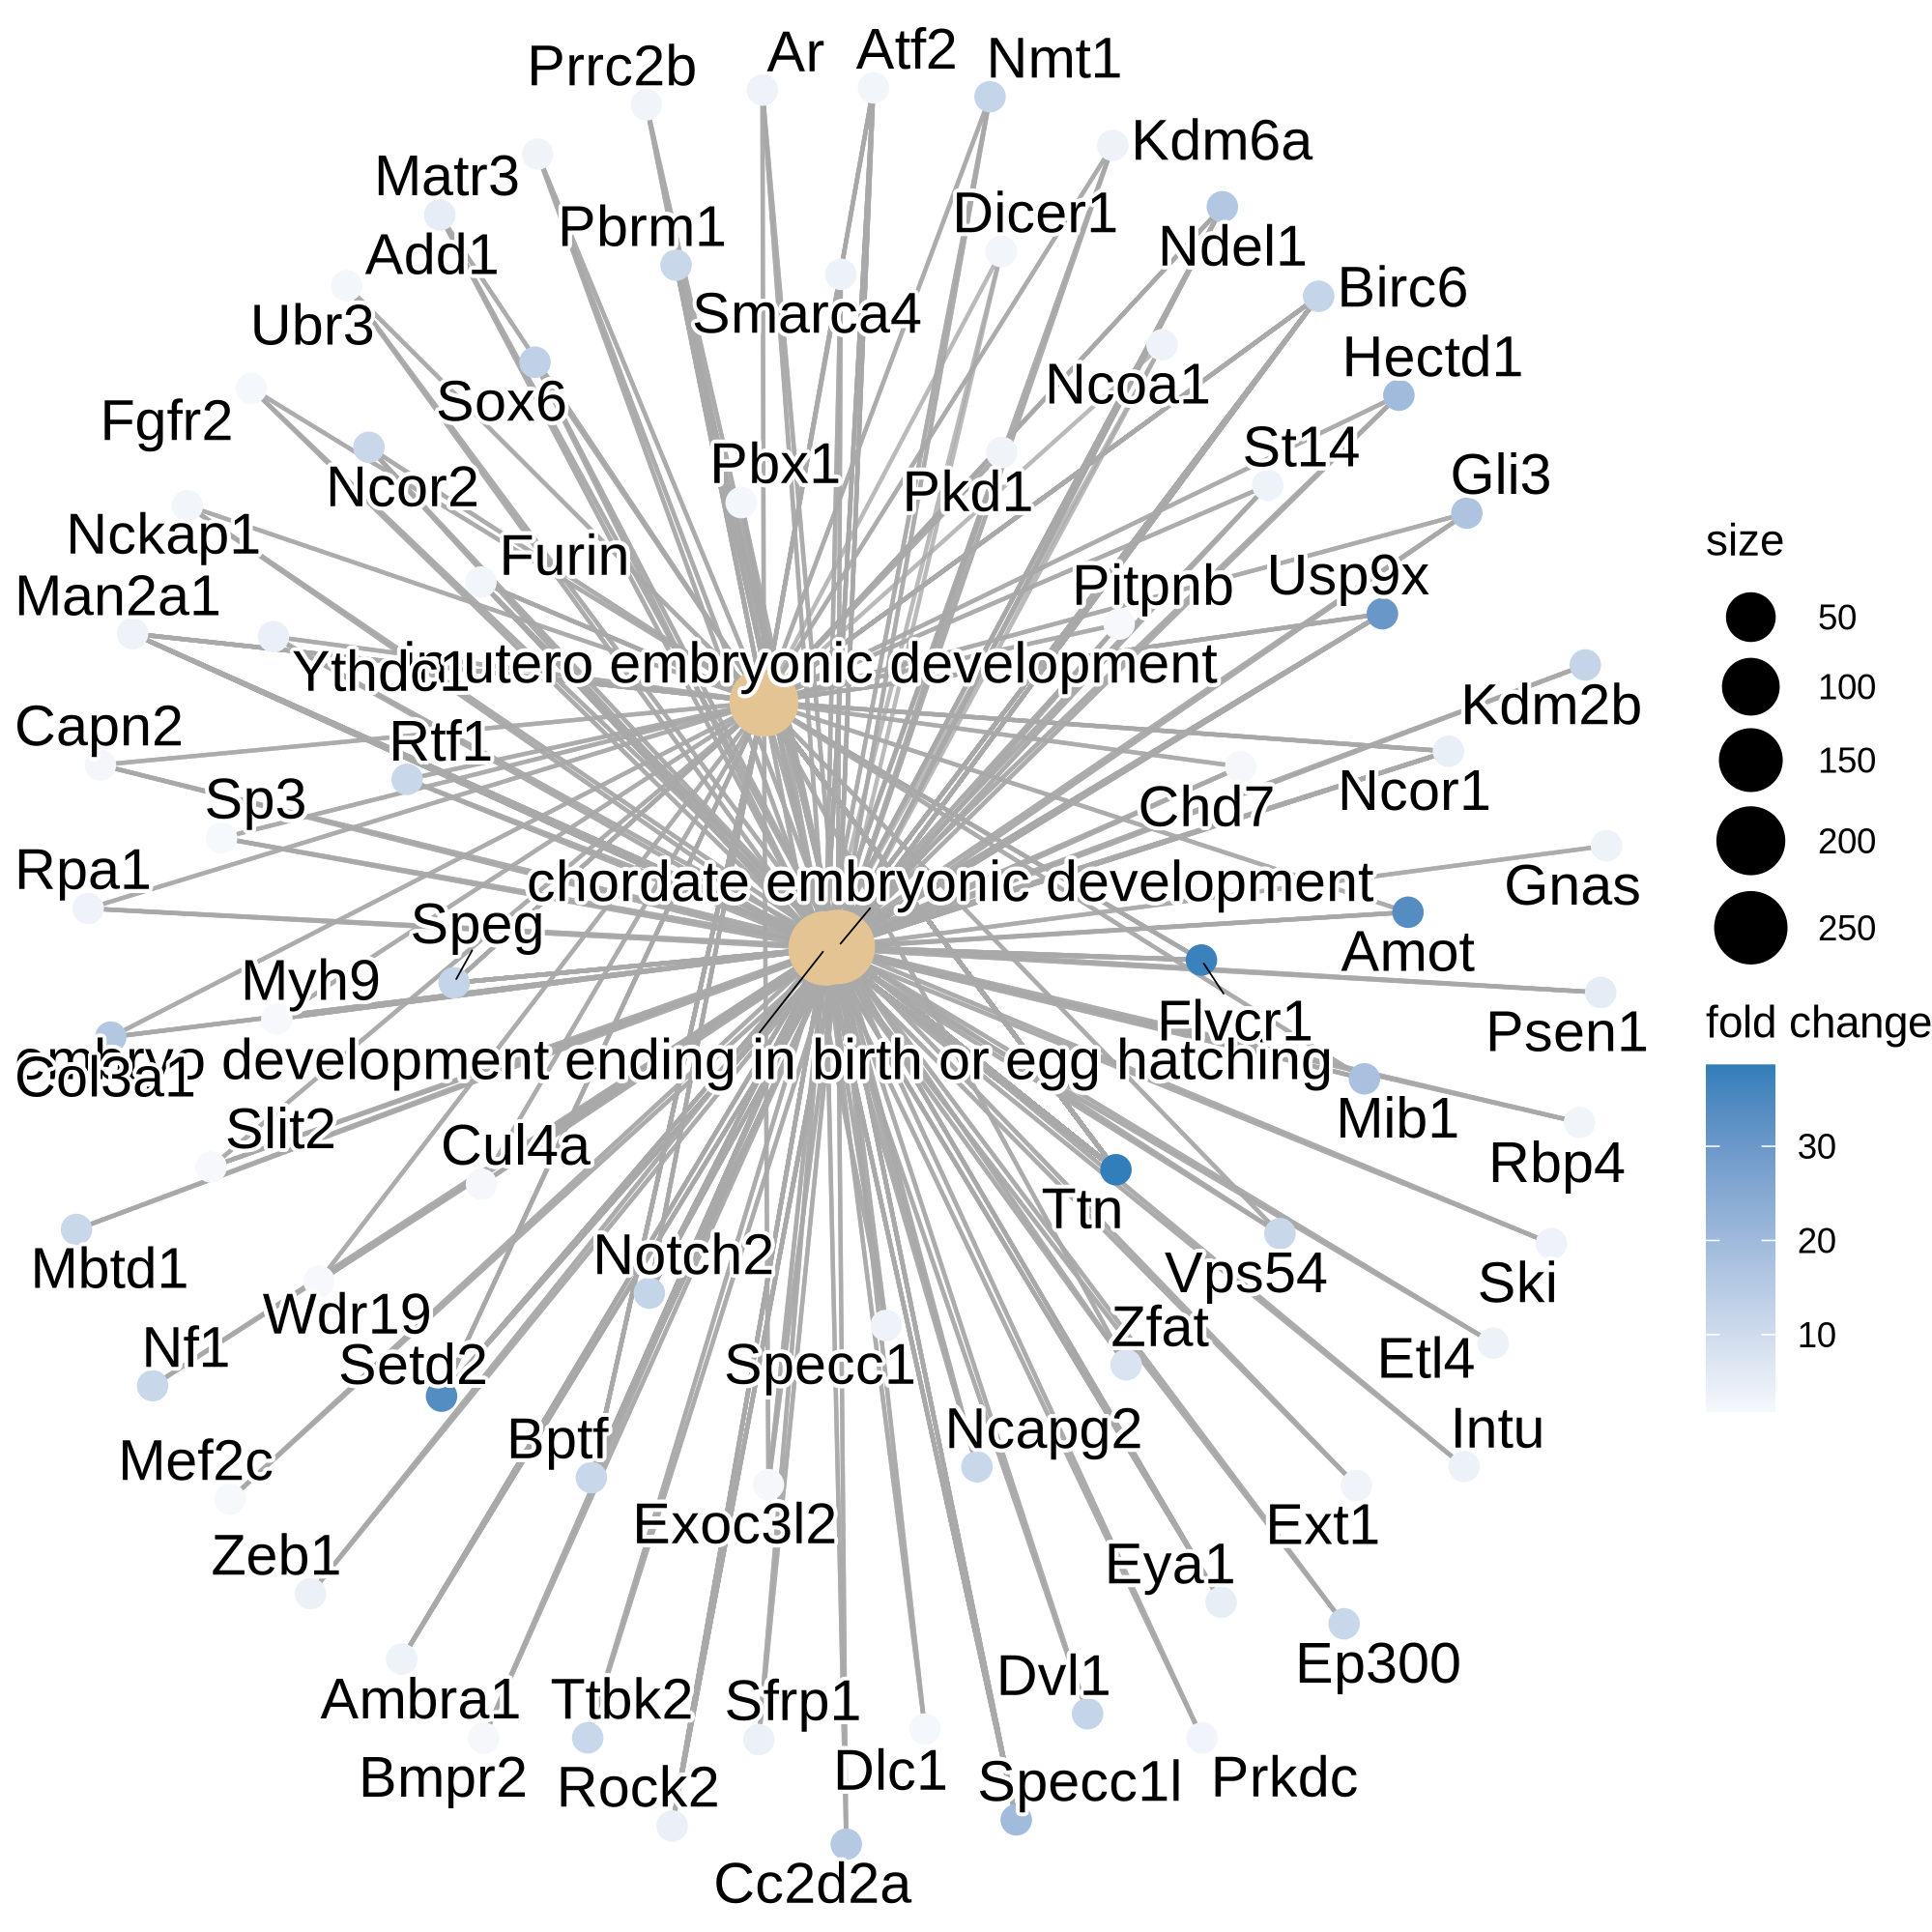 Prrc2b
Ar
Atf2
Nmt1
Kdm6a
Matr3
Pbrm1
Dicer1
Ndel1
Add1
Birc6
Ubr3
Smarca4
Hectd1
Sox6
Ncoa1
Fgfr2
St14
Pbx1
Gli3
Ncor2
Pkd1
Nckap1
Furin
size
Man2a1
Pitpnb
Usp9x
50
in utero embryonic development
Ythdc1
100
Kdm2b
Capn2
Rtf1
150
Sp3
Chd7
Ncor1
200
Rpa1
chordate embryonic development
Gnas
Speg
250
Amot
Myh9
Flvcr1
fold change
Psen1
embryo development ending in birth or egg hatching
Col3a1
Mib1
Slit2
Cul4a
30
Rbp4
Ttn
Mbtd1
Notch2
20
Vps54
Ski
Wdr19
Nf1
Zfat
10
Setd2
Specc1
Etl4
Bptf
Ncapg2
Intu
Mef2c
Exoc3l2
Ext1
Zeb1
Eya1
Ep300
Dvl1
Ambra1
Ttbk2
Sfrp1
Bmpr2
Rock2
Dlc1
Specc1l
Prkdc
Cc2d2a